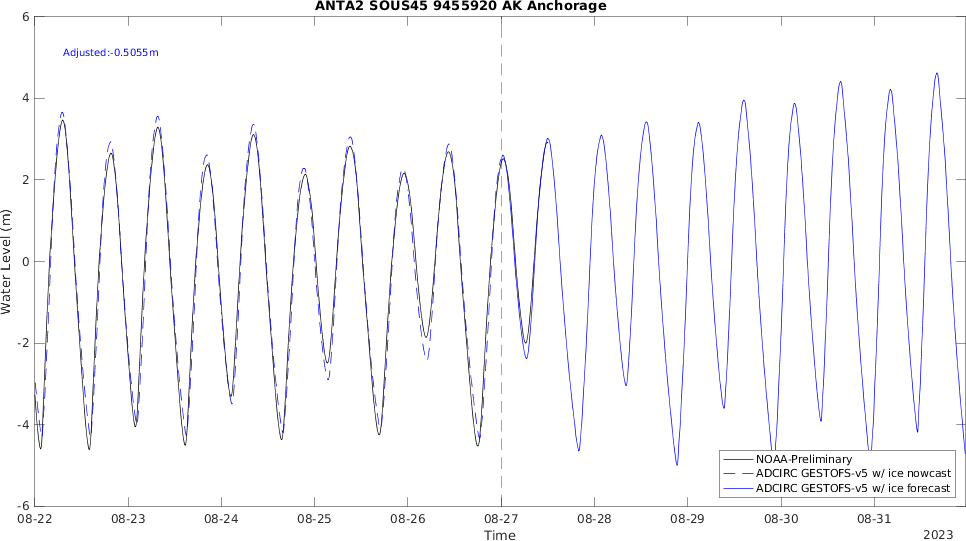 ANTA2 SOUS45 9455920 AK Anchorage
6
Adjusted:-0.5055m
4
2
0
-2
-4
-6
Water Level (m)
NOAA-Preliminary
ADCIRC GESTOFS-v5 w/ ice nowcast
ADCIRC GESTOFS-v5 w/ ice forecast
08-22 08-23 08-24 08-25 08-26 08-27 08-28 08-29 08-30 08-31
Time
2023